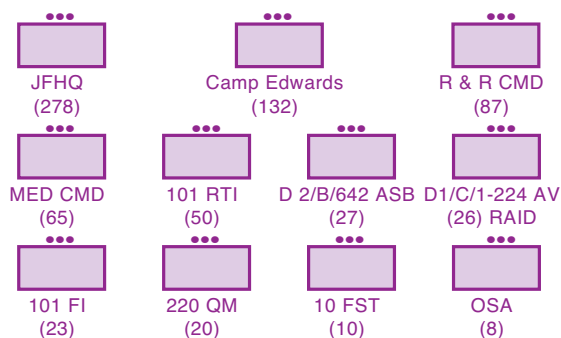 JFHQ
(278)
Camp Edwards
(132)
R & R CMD
(87)
MED CMD
(65)
101 RTI
(50)
D 2/B/642 ASB
(27)
D1/C/1-224 AV
(26) RAID
101 FI
(23)
220 QM
(20)
10 FST
(10)
OSA
(8)